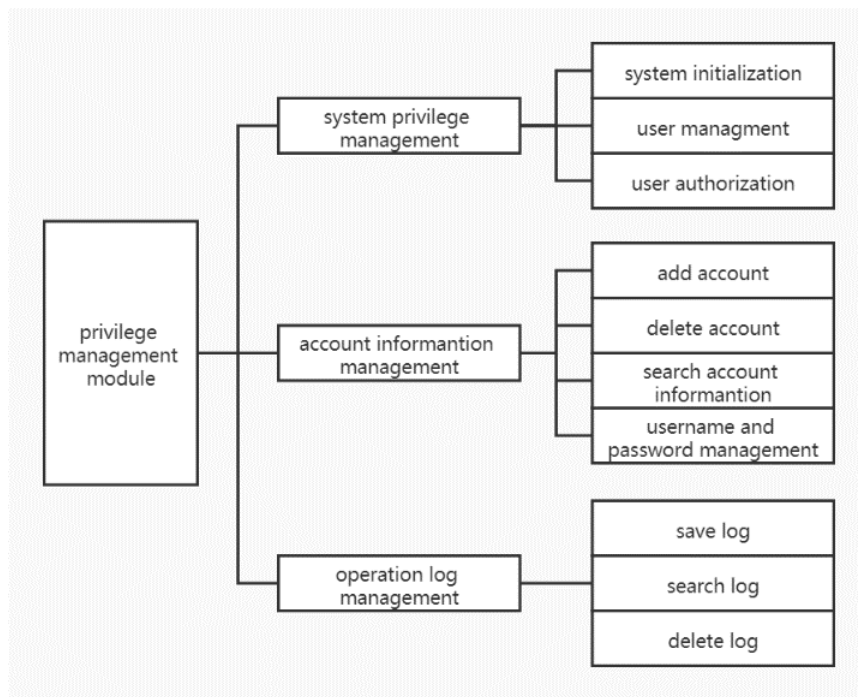 privilege
management
module
system privilege
management
system initialization
user managment
user authorization
account informantion
management
add account
delete account
search account
informantion
username and
password management
operation log
management
save log
search log
delete log